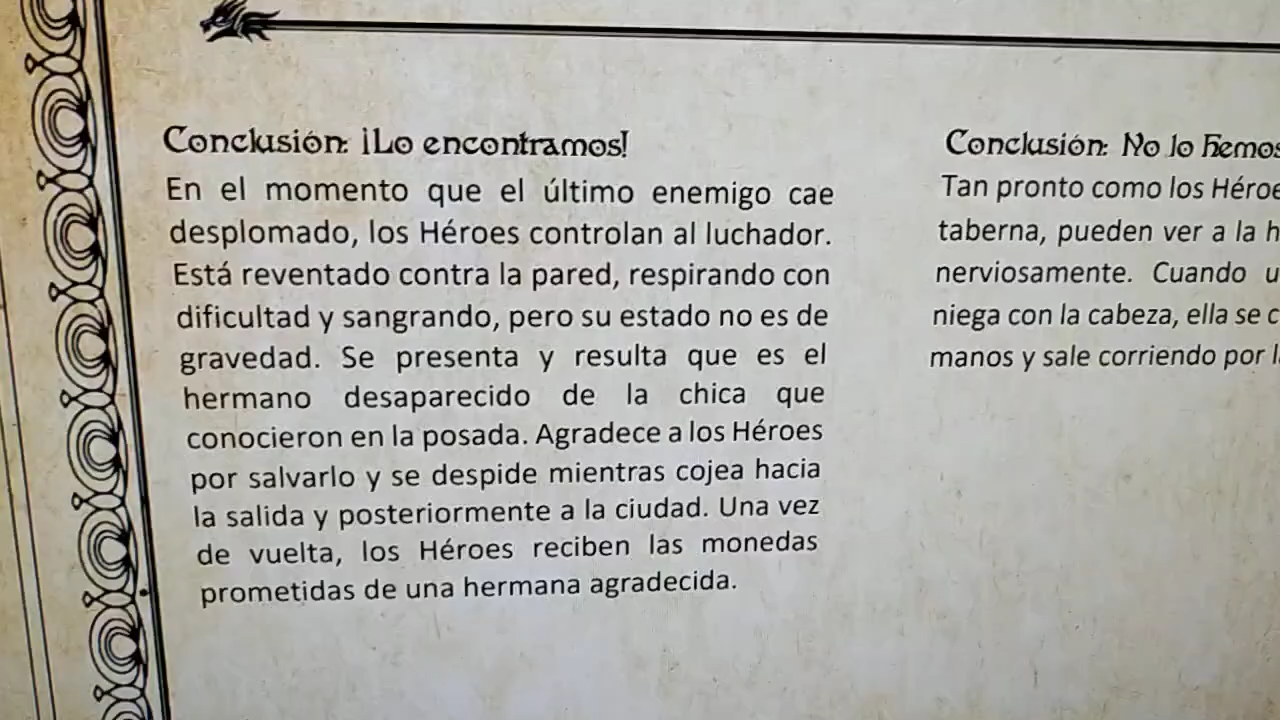 Conclusión: ¡Lo encontramos!
En el momento que el último enemigo cae
desplomado, los Héroes controlan al luchador.
Está reventado contra la pared, respirando con
dificultad y sangrando, pero su estado no es de
gravedad. Se presenta y resulta que es el
hermano desaparecido de la chica que
conocieron en la posada. Agradece a los Héroes
por salvarlo y se despide mientras cojea hacia
la salida y posteriormente a la ciudad. Una vez
de vuelta, los Héroes reciben las monedas
prometidas de una hermana agradecida.
Conclusión: No lo hemos
Tan pronto como los Héroe
taberna, pueden ver a la h
nerviosamente. Cuando u
niega con la cabeza, ella se c
manos y sale corriendo por l